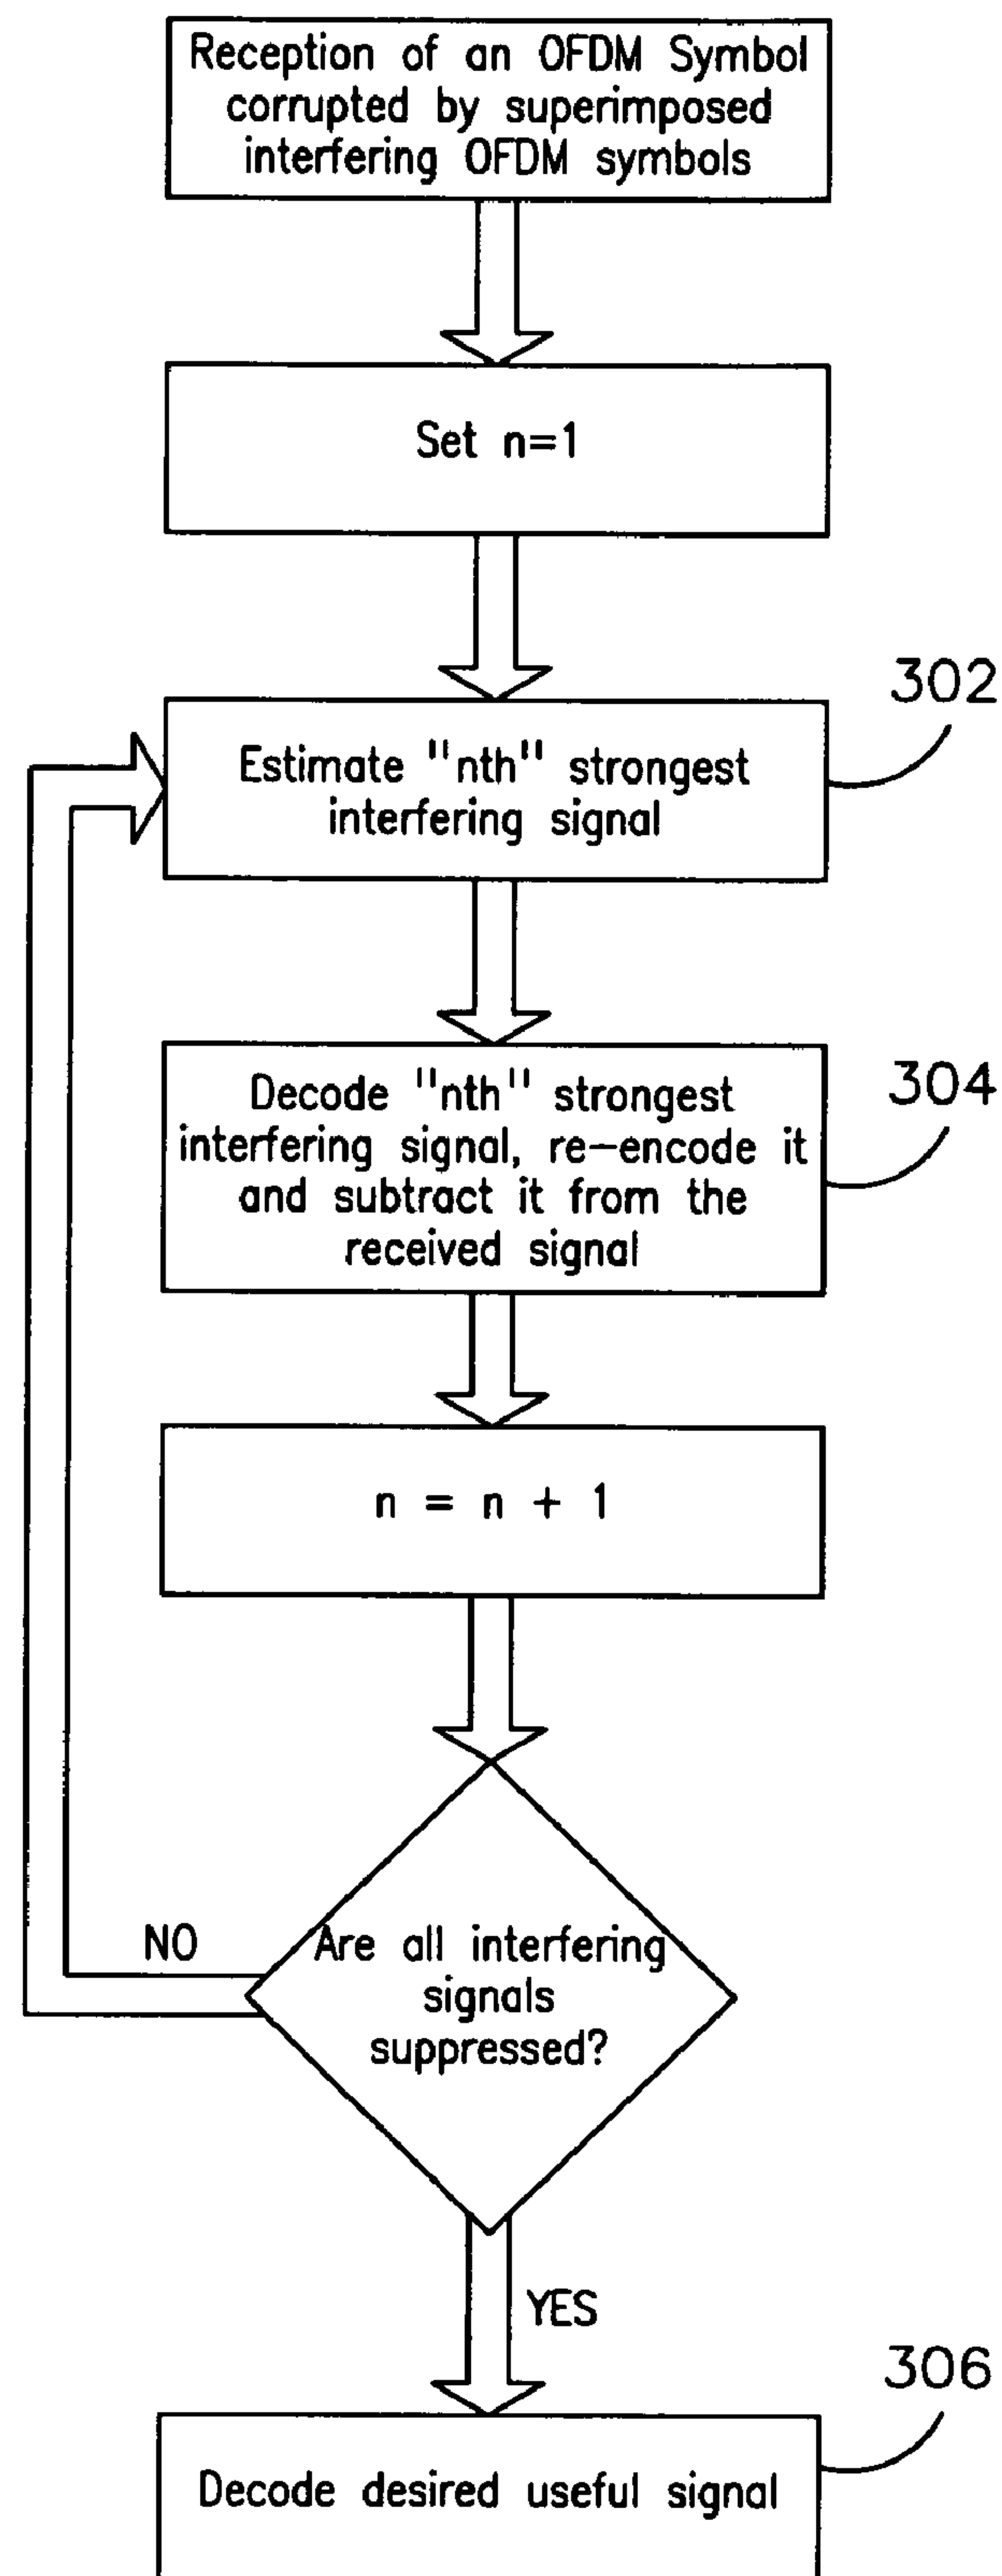 Reception of an OFDM Symbol
corrupted by superimposed
interfering OFDM symbols
Set n=1
302
Estimate "nth" strongest
interfering signal
304
Decode "nth" strongest
interfering signal, re-encode it
and subtract it from the
received signal
n = n + 1
NO
Are all interfering
signals
suppressed?
YES
306
Decode desired useful signal